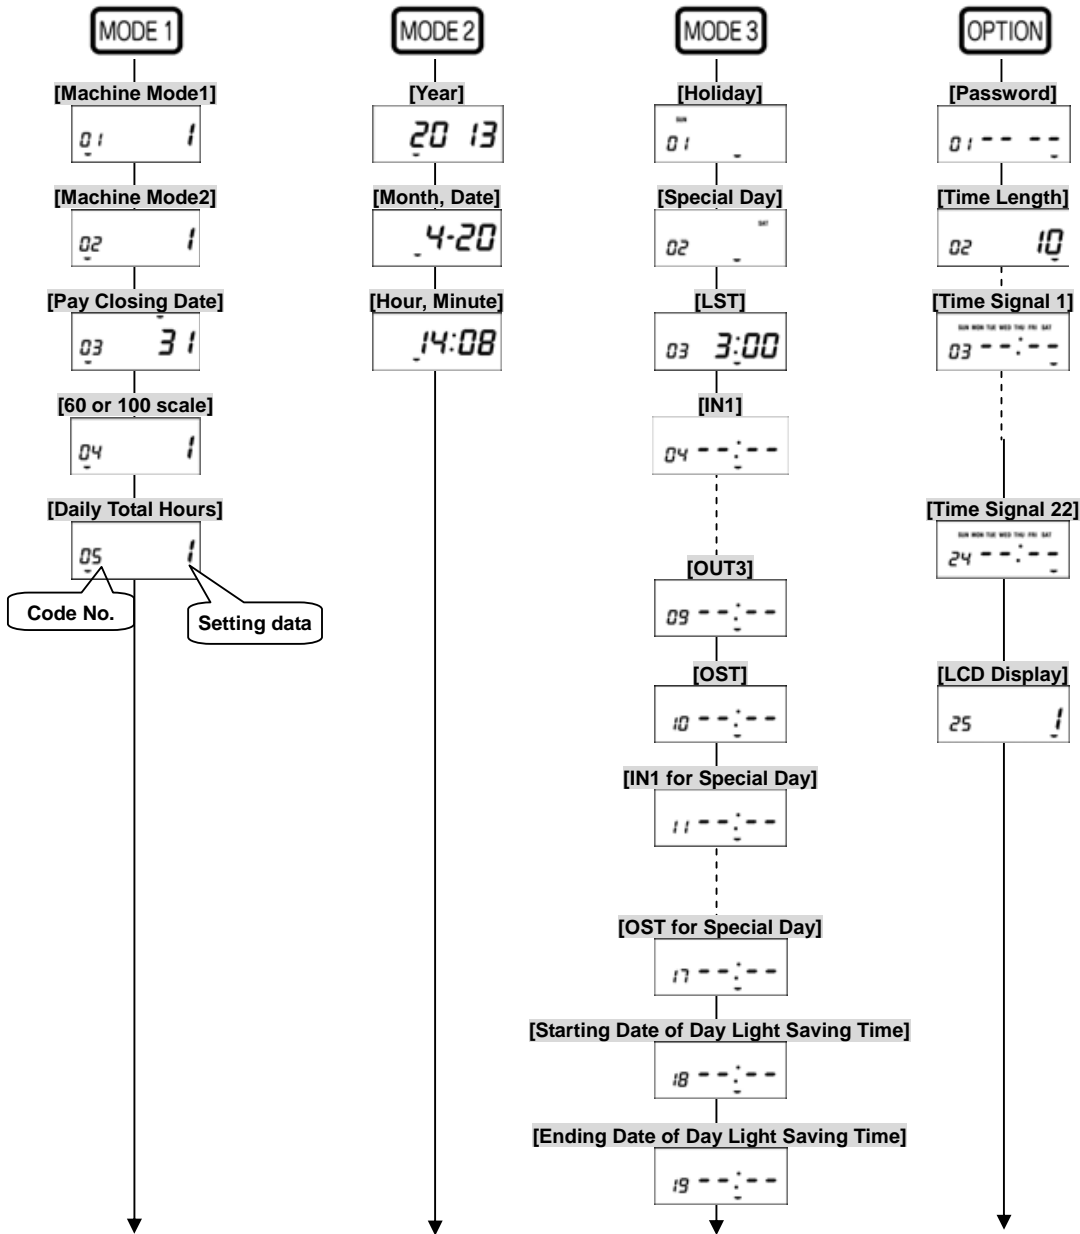 MODE 1
[Machine Mode1]
01 1
[Machine Mode2]
02 1
[Pay Closing Date]
03 31
[60 or 100 scale]
04 1
[Daily Total Hours]
05 1
Code No.
Setting data
MODE 2
[Year]
20 13
[Month, Date]
4-20
[Hour, Minute]
14:08
MODE 3
[Holiday]
SUN
01
[Special Day]
SAT
02
[LST]
03 3:00
[IN1]
04 --:--
[OUT3]
09 --:--
[OST]
10 --:--
[IN1 for Special Day]
11 --:--
[OST for Special Day]
17 --:--
[Starting Date of Day Light Saving Time]
18 --:--
[Ending Date of Day Light Saving Time]
19 --:--
OPTION
[Password]
01 -- --
[Time Length]
02 10
[Time Signal 1]
SUN MON TUE WED THU FRI SAT
03 --:--
[Time Signal 22]
SUN MON TUE WED THU FRI SAT
24 --:--
[LCD Display]
25 1